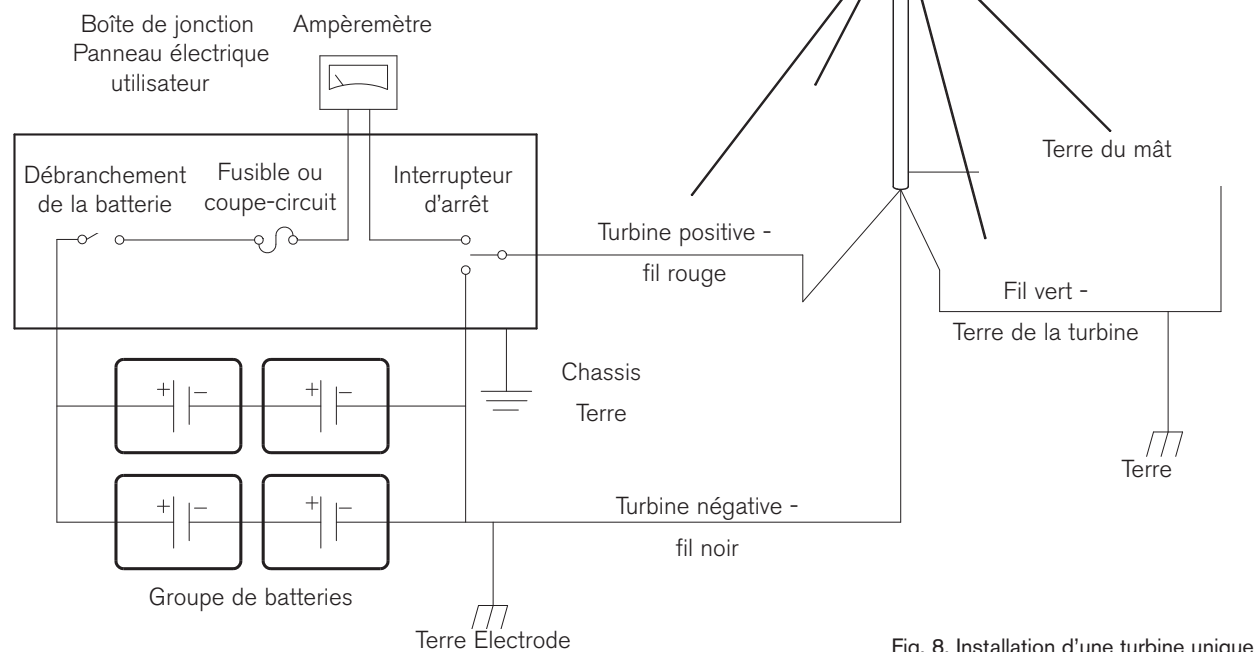 Boîte de jonction
Panneau électrique
utilisateur
Ampèremètre
Débranchement
de la batterie
Fusible ou
coupe-circuit
Interrupteur
d'arrêt
Terre du mât
Turbine positive -
fil rouge
Fil vert -
Terre de la turbine
Chassis
Terre
+ –
+ –
Terre
+ –
+ –
Turbine négative -
fil noir
Groupe de batteries
Terre Electrode
Fig. 8. Installation d'une turbine unique